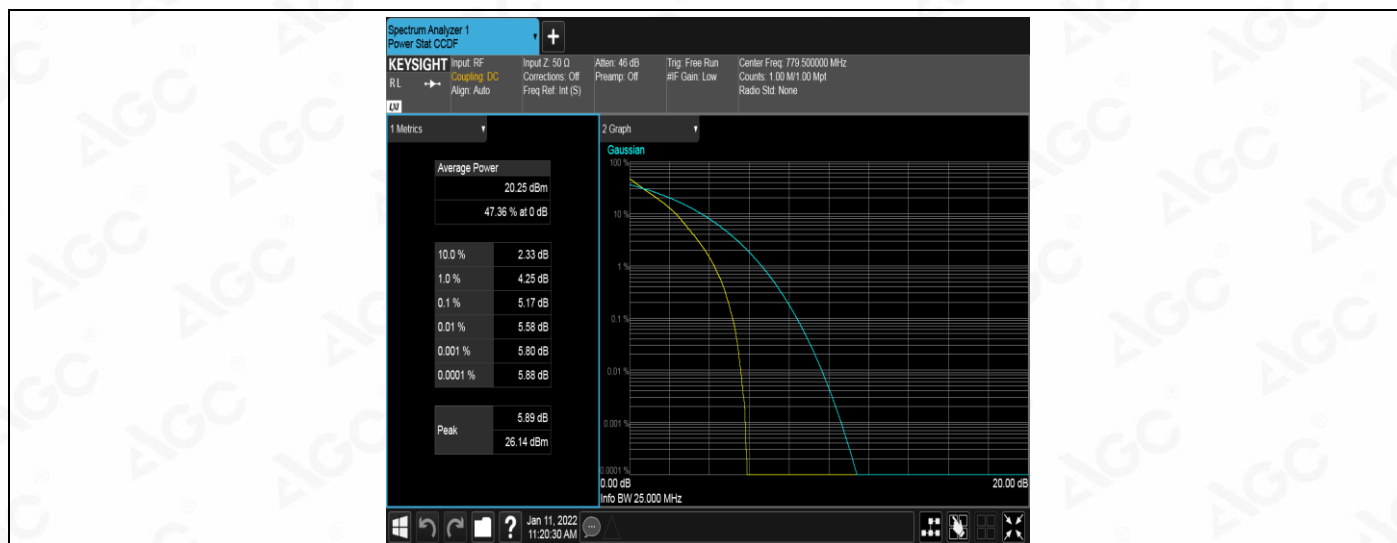 Spectrum Analyzer 1
Power Stat CCDF
KEYSIGHT
Input: RF
Coupling: DC
Align: Auto
Input Z: 50 Ω
Corrections: Off
Freq Ref: Int (S)
Atten: 46 dB
Preamp: Off
Trig: Free Run
#IF Gain: Low
Center Freq: 779.500000 MHz
Counts: 1.00 M/1.00 Mpt
Radio Std: None
R L
LXI
1 Metrics
Average Power
20.25 dBm
47.36 % at 0 dB
10.0 % 2.33 dB
1.0 % 4.25 dB
0.1 % 5.17 dB
0.01 % 5.58 dB
0.001 % 5.80 dB
0.0001 % 5.88 dB
Peak
5.89 dB
26.14 dBm
2 Graph
Gaussian
100 %
10 %
1 %
0.1 %
0.01 %
0.001 %
0.0001 %
0.00 dB
20.00 dB
Info BW 25.000 MHz
Jan 11, 2022
11:20:30 AM
AGC